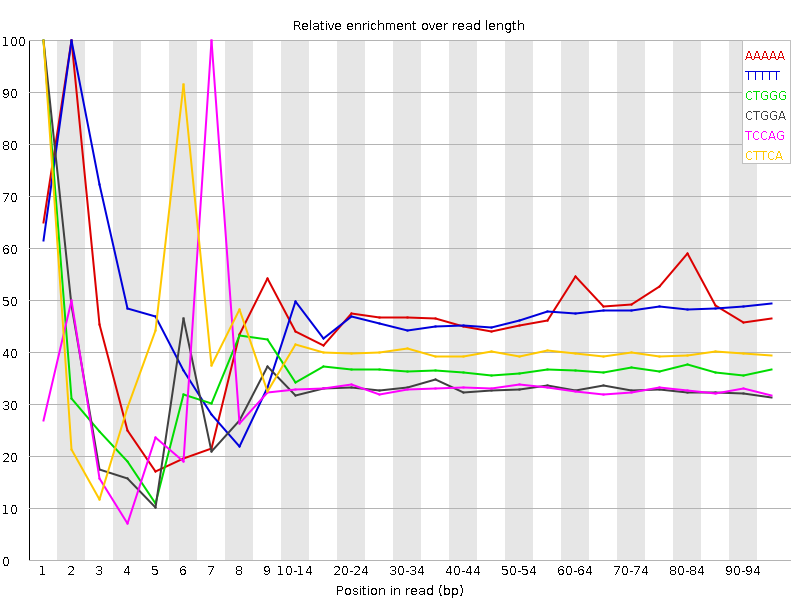 Relative enrichment over read length
100
90
80
70
60
50
40
30
20
10
0
AAAAA
TTTTT
CTGGG
CTGGA
TCCAG
CTTCA
1 2 3 4 5 6 7 8 9 10-14 20-24 30-34 40-44 50-54 60-64 70-74 80-84 90-94
Position in read (bp)